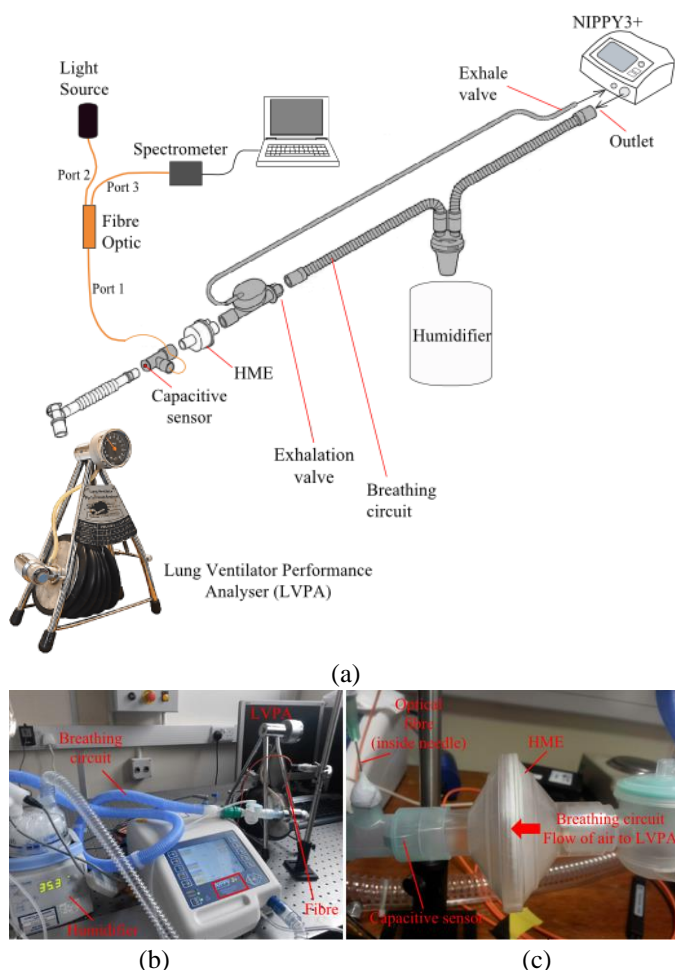 NIPPY3+
Light
Source
Exhale
valve
Spectrometer
Outlet
Port 2
Port 3
Fibre
Optic
Port 1
Humidifier
HME
Capacitive
sensor
Exhalation
valve
Breathing
circuit
Lung Ventilator Performance
Analyser (LVPA)
(a)
LVPA
Breathing
circuit
35.3
Fibre
Humidifier
(b)
Optical
Fibre
(inside needle)
HME
Breathing circuit
Flow of air to LVPA
Capacitive sensor
(c)